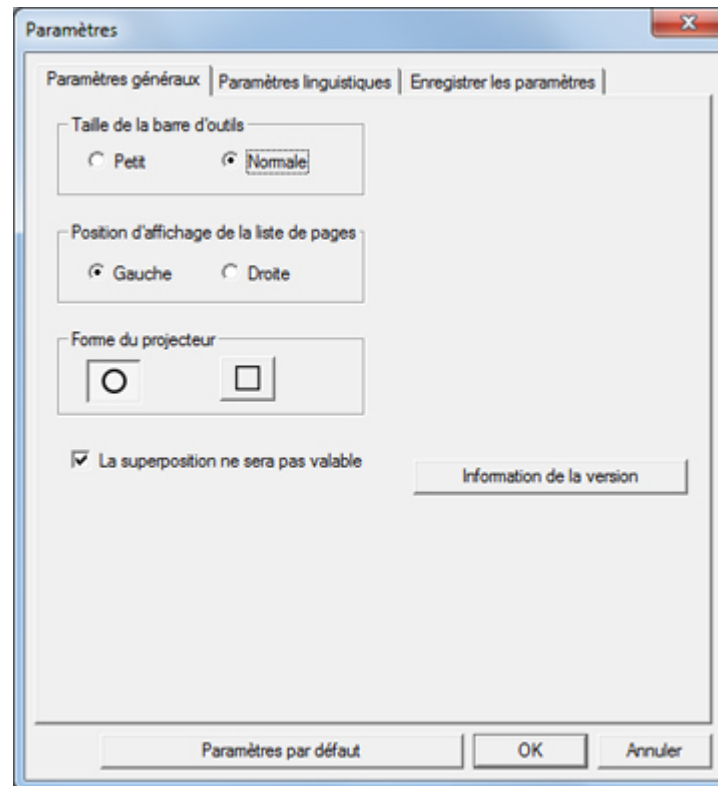 Paramètres
Paramètres généraux Paramètres linguistiques Enregistrer les paramètres
Taille de la barre d'outils
Petit Normale
Position d'affichage de la liste de pages
Gauche Droite
Forme du projecteur
La superposition ne sera pas valable
Information de la version
Paramètres par défaut OK Annuler